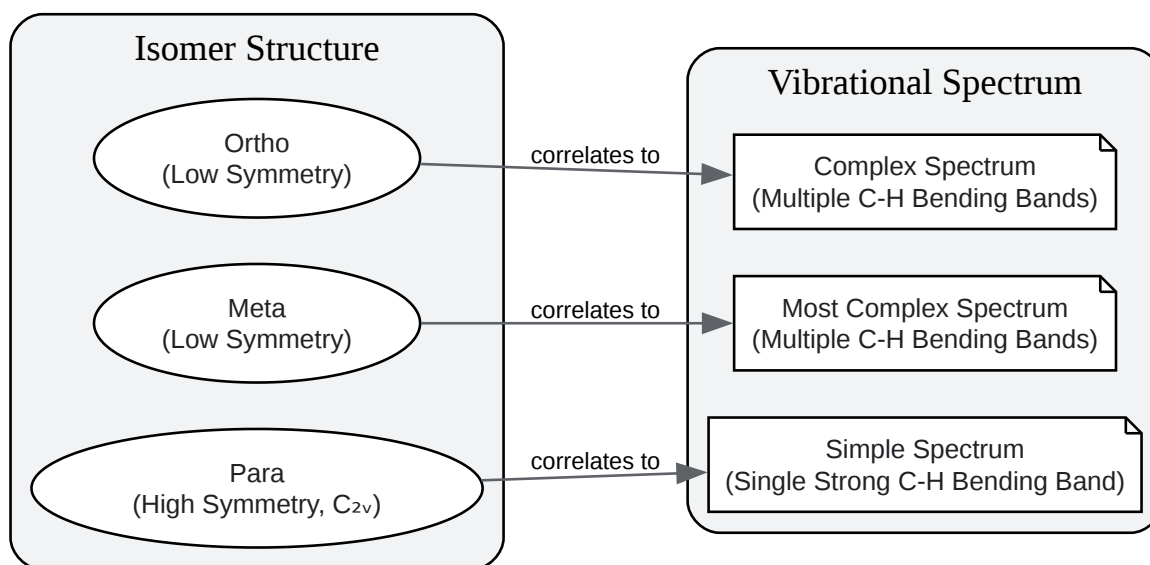 Isomer Structure
Vibrational Spectrum
Ortho
(Low Symmetry)
correlates to
Complex Spectrum
(Multiple C-H Bending Bands)
Meta
(Low Symmetry)
correlates to
Most Complex Spectrum
(Multiple C-H Bending Bands)
Para
(High Symmetry, C₂ᵥ)
correlates to
Simple Spectrum
(Single Strong C-H Bending Band)